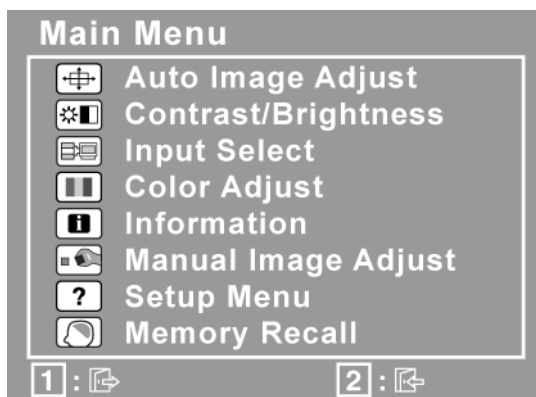 Main Menu
Auto Image Adjust
Contrast/Brightness
Input Select
Color Adjust
i Information
Manual Image Adjust
? Setup Menu
Memory Recall
1 : 2 :